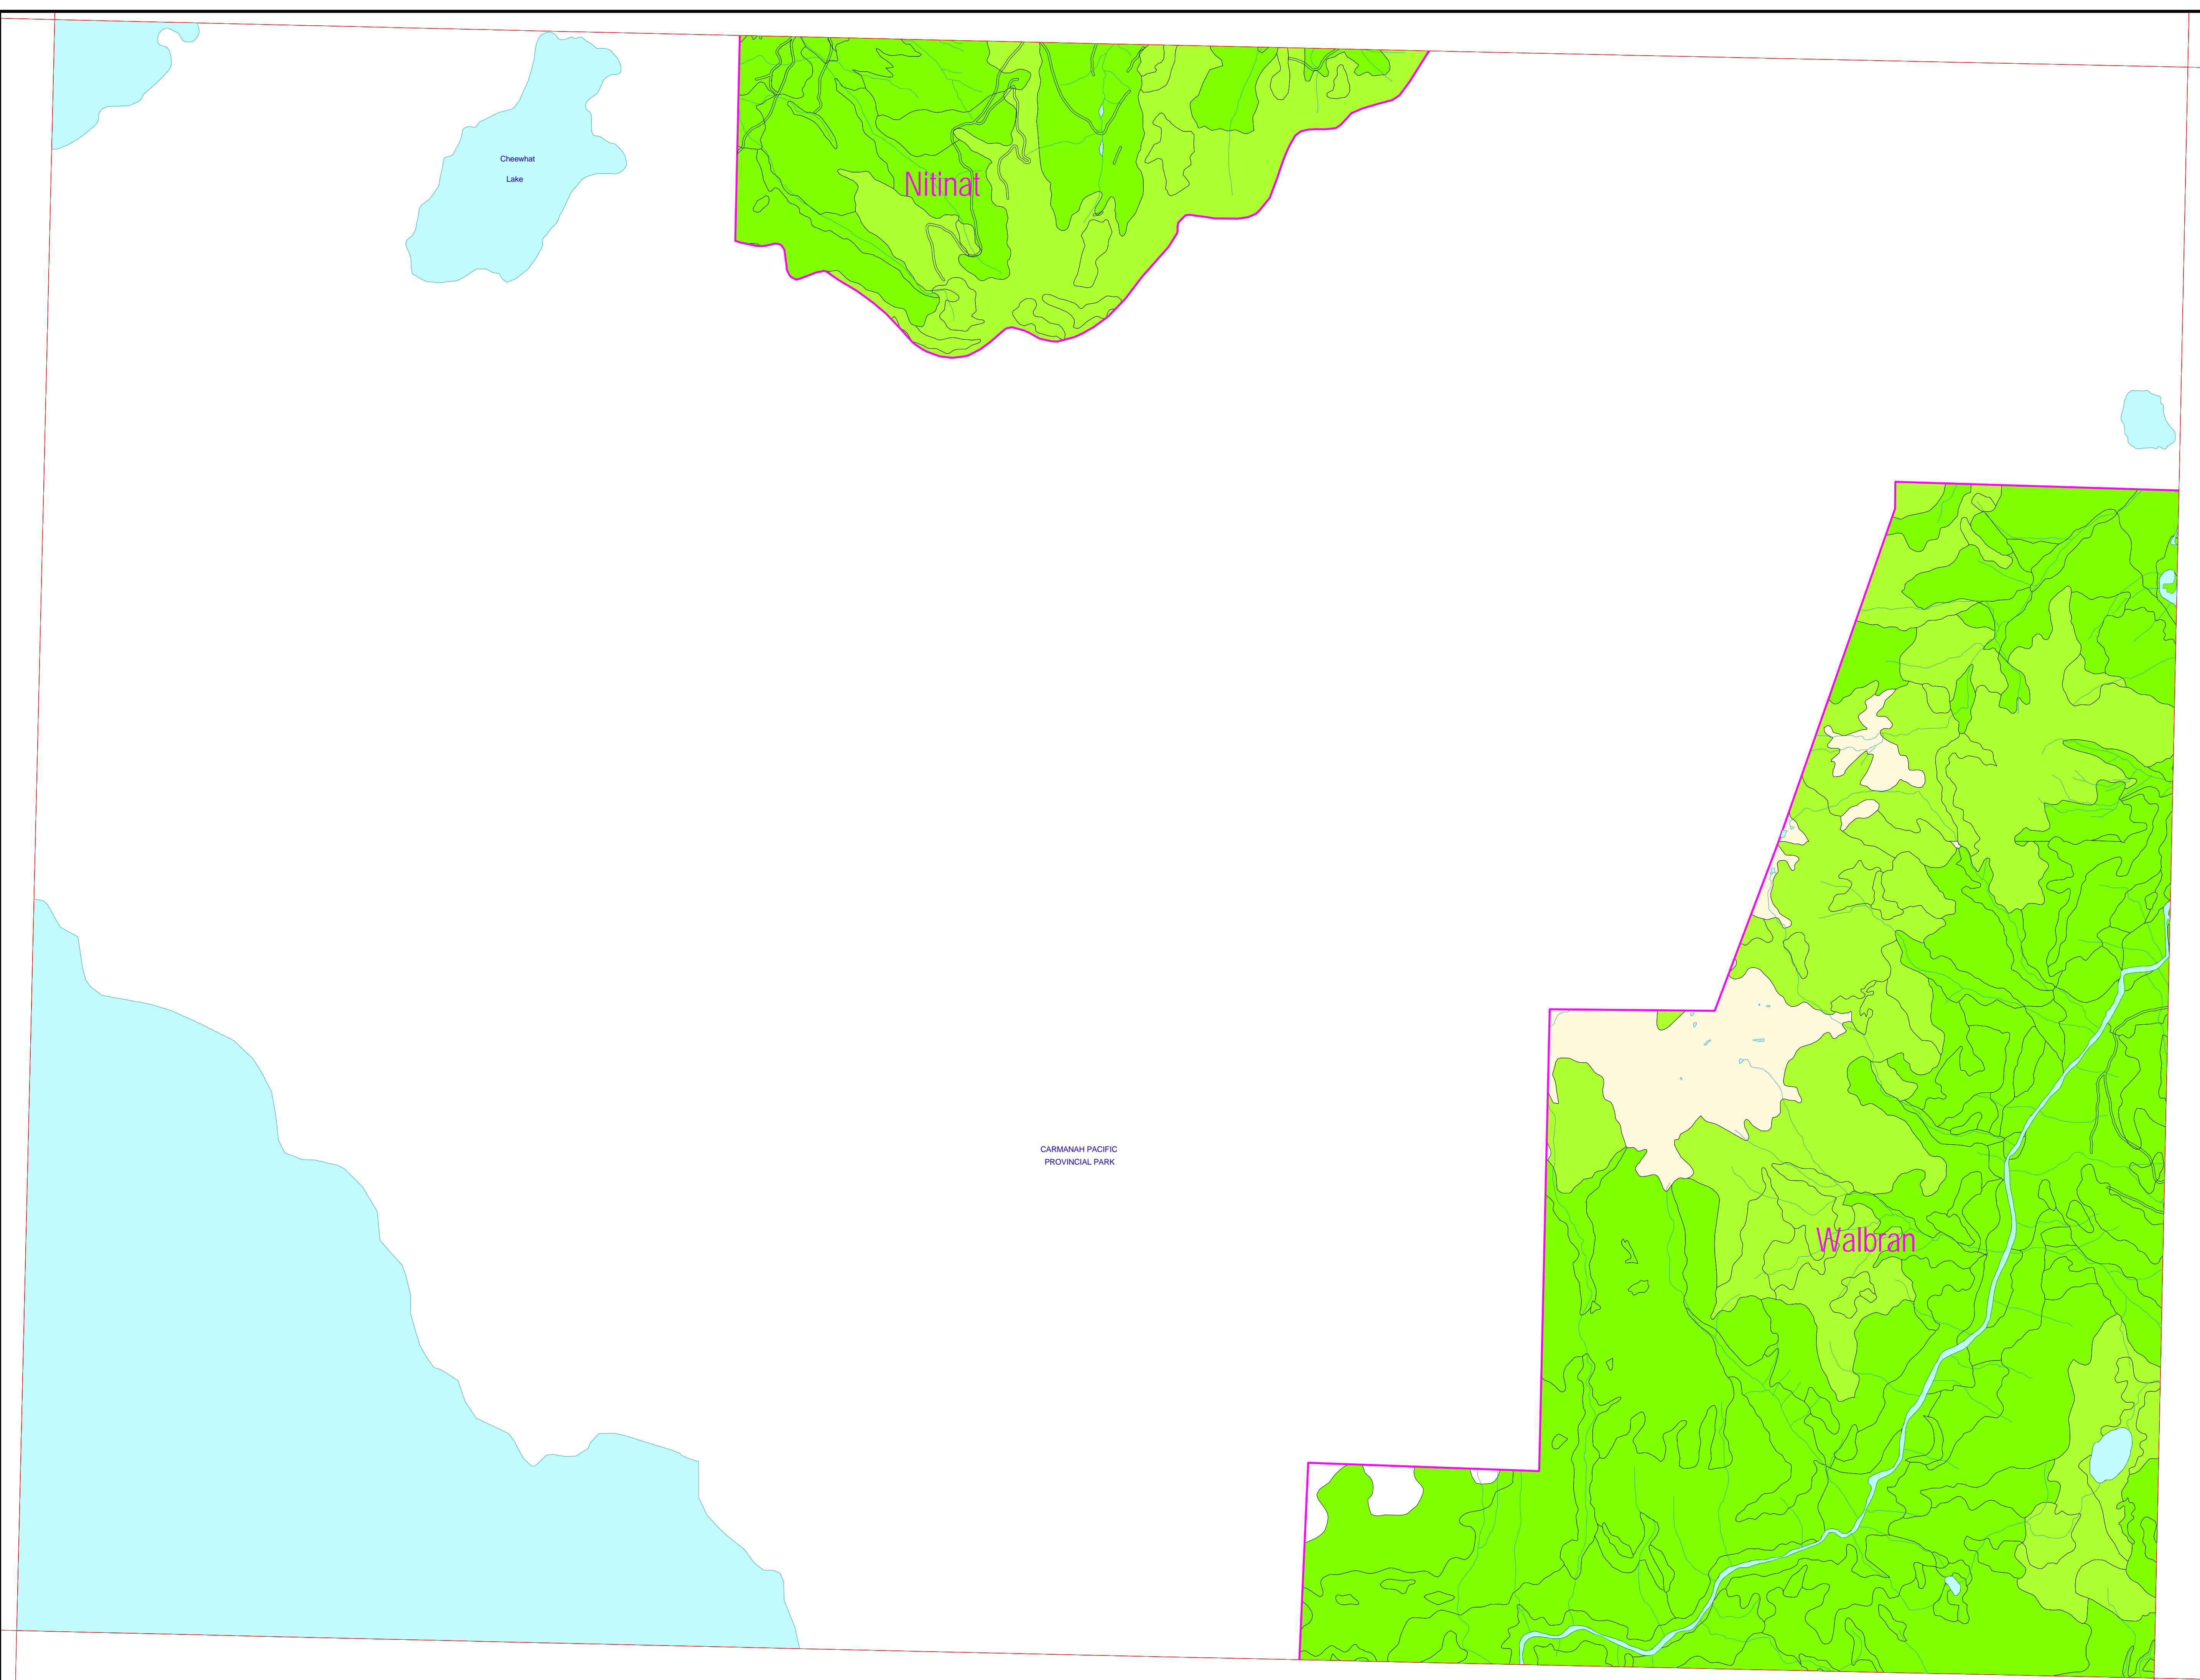 Cheewhat
Lake
Nitinat
CARMANAH PACIFIC
PROVINCIAL PARK
Walbran